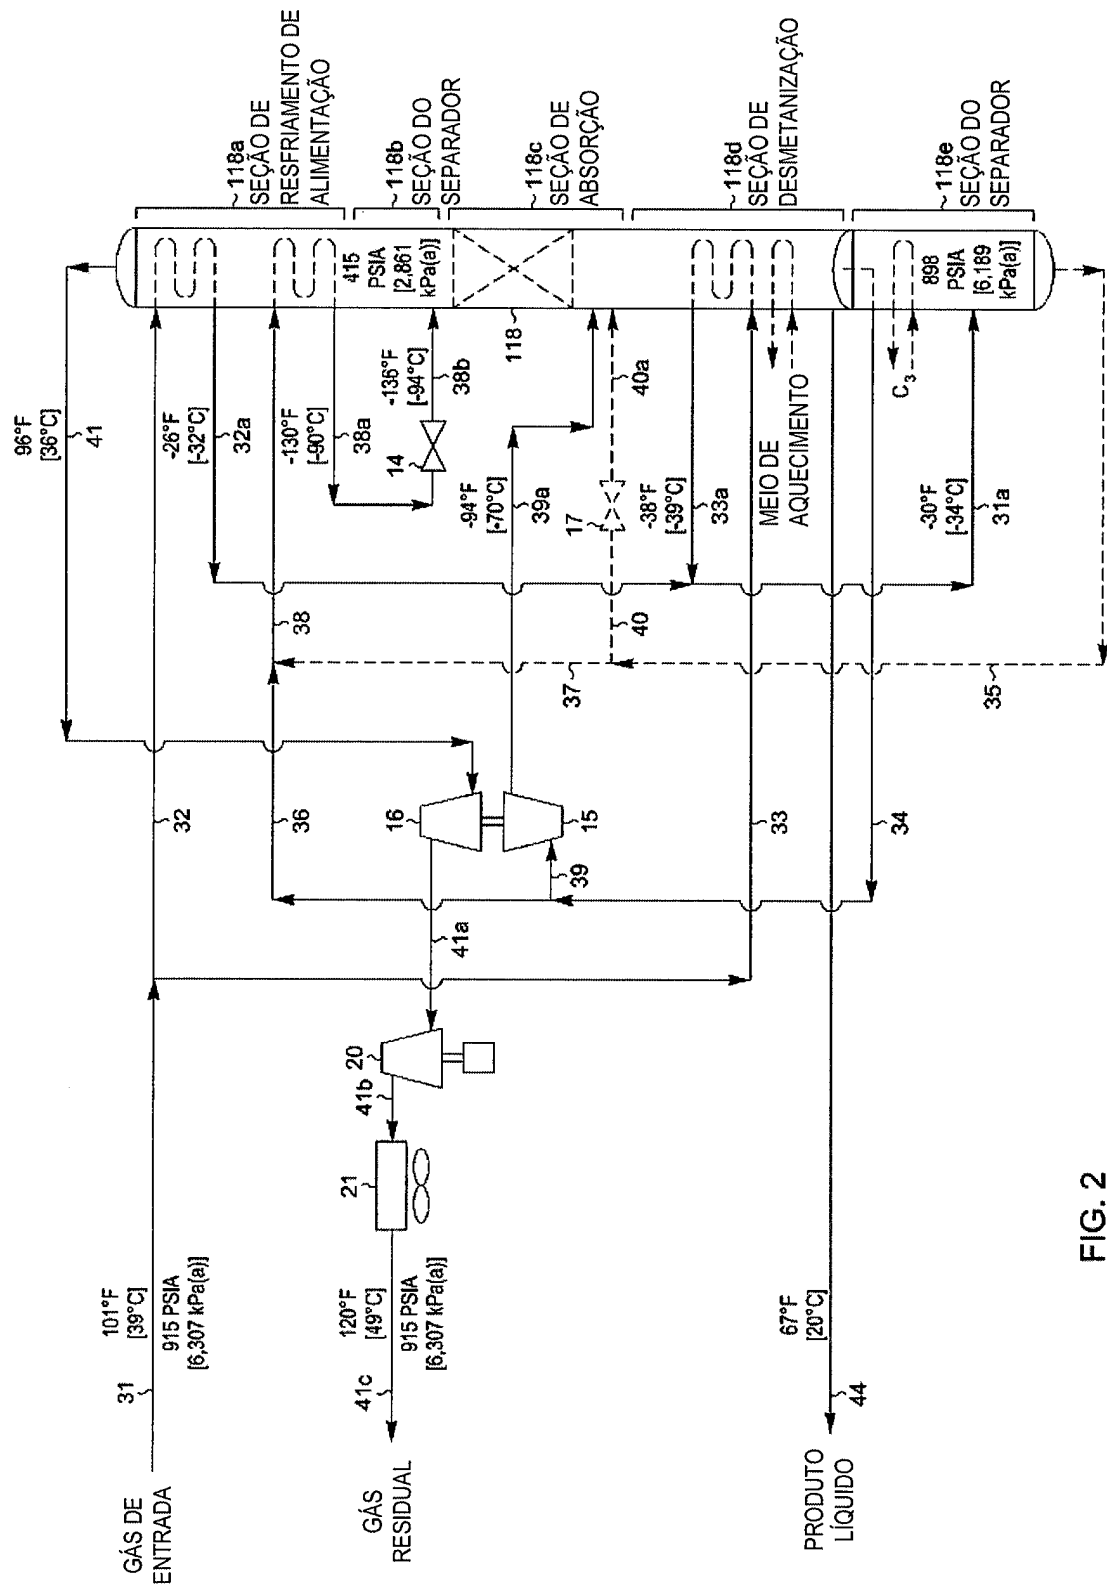 118a
SEÇÃO DE
RESFRIAMENTO DE
ALIMENTAÇÃO
118b
SEÇÃO DO
SEPARADOR
118c
SEÇÃO DE
ABSORÇÃO
118d
SEÇÃO DE
DESMETANIZAÇÃO
118e
SEÇÃO DO
SEPARADOR
415
PSIA
[2,861
kPa(a)]
118
898
PSIA
[6,189
kPa(a)]
96°F
[36°C]
41
-26°F
[-32°C]
32a
-130°F
[-90°C]
38a
14
-136°F
[-94°C]
38b
-94°F
[-70°C]
39a
17
40a
-38°F
[-39°C]
33a
MEIO DE
AQUECIMENTO
C3
-30°F
[-34°C]
31a
38
37
40
35
32
36
16
15
39
33
34
41a
20
41b
21
101°F
[39°C]
31
915 PSIA
[6,307 kPa(a)]
120°F
[49°C]
41c
915 PSIA
[6,307 kPa(a)]
67°F
[20°C]
44
GÁS DE
ENTRADA
GÁS
RESIDUAL
PRODUTO
LÍQUIDO
FIG. 2